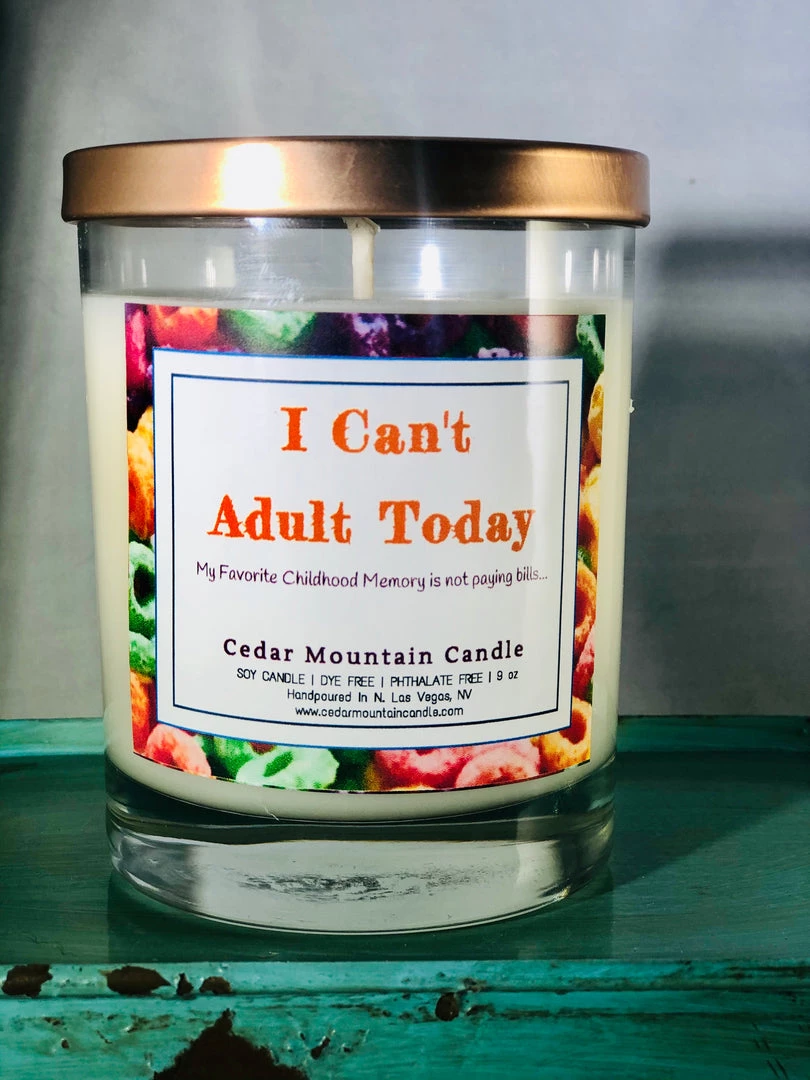 I Can't
Adult Today
My Favorite Childhood Memory is not paying bills...
Cedar Mountain Candle
SOY CANDLE | DYE FREE | PHTHALATE FREE | 9 oz
Handpoured In N. Las Vegas, NV
www.cedarmountaincandle.com